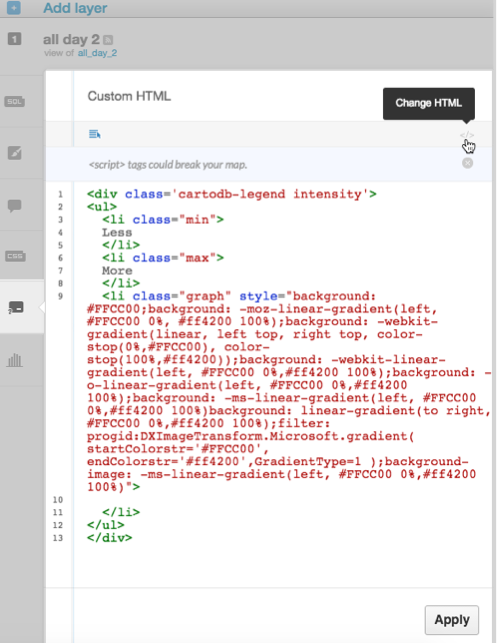 Add layer
1 all day 2
view of all_day_2
SQL
Custom HTML
Change HTML
</>
<script> tags could break your map.
CSS
1 <div class='cartodb-legend intensity'>
2 <ul>
3 <li class="min">
4 Less
5 </li>
6 <li class="max">
7 More
8 </li>
9 <li class="graph" style="background:
#FFCC00;background: -moz-linear-gradient(left,
#FFCC00 0%, #ff4200 100%);background: -webkit-
gradient(linear, left top, right top, color-
stop(0%,#FFCC00), color-
stop(100%,#ff4200));background: -webkit-linear-
gradient(left, #FFCC00 0%,#ff4200 100%);background: -
o-linear-gradient(left, #FFCC00 0%,#ff4200
100%);background: -ms-linear-gradient(left, #FFCC00
0%,#ff4200 100%)background: linear-gradient(to right,
#FFCC00 0%,#ff4200 100%);filter:
progid:DXImageTransform.Microsoft.gradient(
startColorstr='#FFCC00',
endColorstr='#ff4200',GradientType=1 );background-
image: -ms-linear-gradient(left, #FFCC00 0%,#ff4200
100%)">
10
11 </li>
12 </ul>
13 </div>
Apply